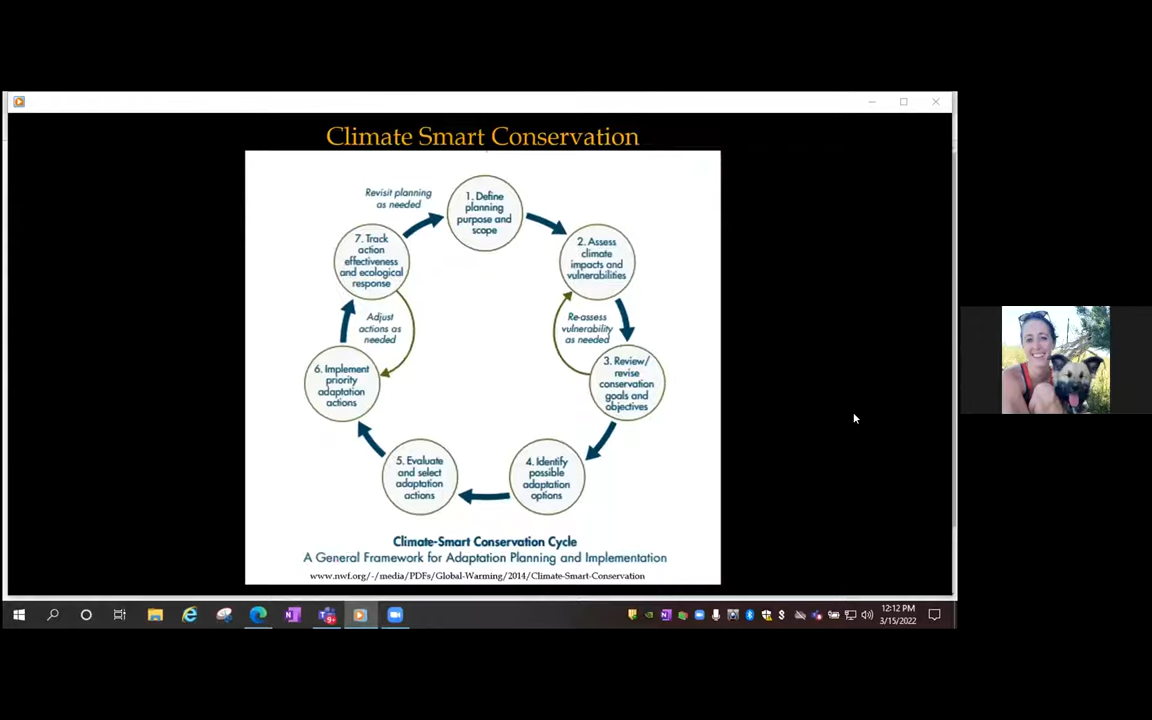 Climate Smart Conservation
Revisit planning
as needed
1. Define
planning
purpose and
scope
2. Assess
climate
impacts and
vulnerabilities
Re-assess
vulnerability
as needed
3. Review/
revise
conservation
goals and
objectives
4. Identify
possible
adaptation
options
5. Evaluate
and select
adaptation
actions
6. Implement
priority
adaptation
actions
7. Track
action
effectiveness
and ecological
response
Adjust
actions as
needed
Climate-Smart Conservation Cycle
A General Framework for Adaptation Planning and Implementation
www.nwf.org/-/media/PDFs/Global-Warming/2014/Climate-Smart-Conservation
12:12 PM
3/15/2022